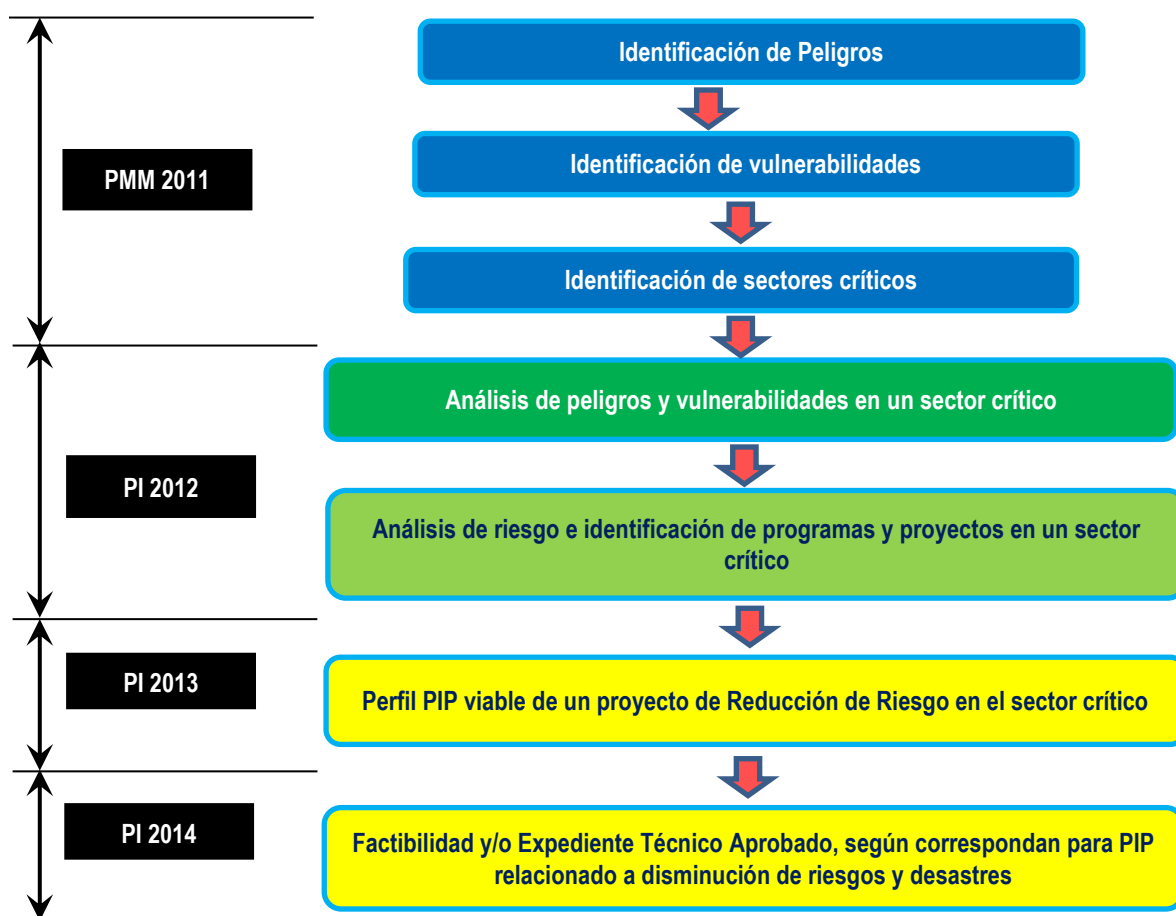 Identificación de Peligros
PMM 2011
Identificación de vulnerabilidades
Identificación de sectores críticos
Análisis de peligros y vulnerabilidades en un sector crítico
PI 2012
Análisis de riesgo e identificación de programas y proyectos en un sector
crítico
PI 2013
Perfil PIP viable de un proyecto de Reducción de Riesgo en el sector crítico
PI 2014
Factibilidad y/o Expediente Técnico Aprobado, según correspondan para PIP
relacionado a disminución de riesgos y desastres